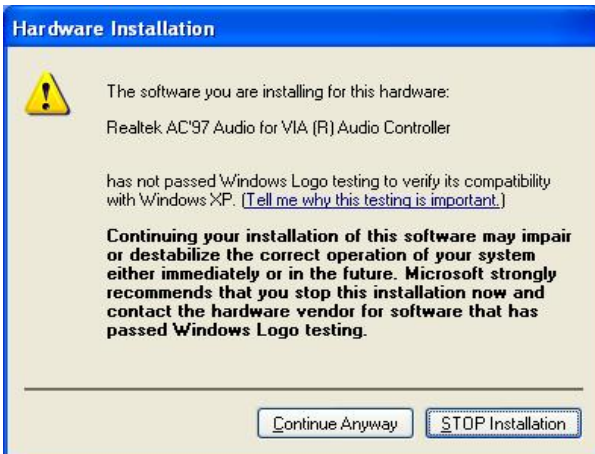 Hardware Installation
The software you are installing for this hardware:
Realtek AC'97 Audio for VIA (R) Audio Controller
has not passed Windows Logo testing to verify its compatibility
with Windows XP. (Tell me why this testing is important.)
Continuing your installation of this software may impair
or destabilize the correct operation of your system
either immediately or in the future. Microsoft strongly
recommends that you stop this installation now and
contact the hardware vendor for software that has
passed Windows Logo testing.
Continue Anyway
STOP Installation